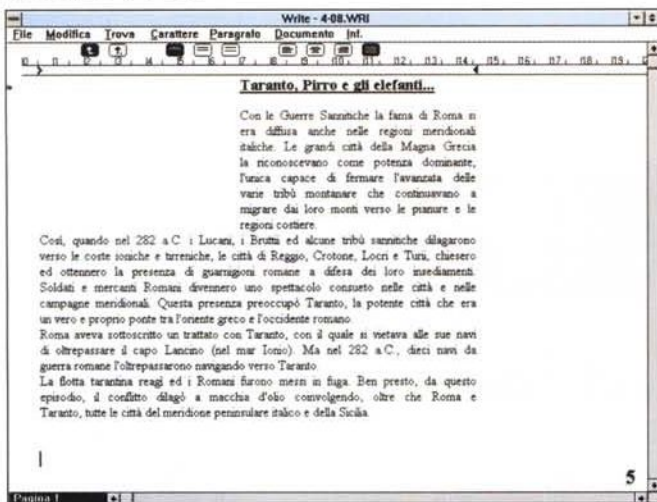 Write - 4-08.WRI
File Modifica Trova Carattere Paragrafo Documento Inf.
Taranto, Pirro e gli elefanti...
Con le Guerre Sannitiche la fama di Roma si
era diffusa anche nelle regioni meridionali
italiche. Le grandi città della Magna Grecia
la riconoscevano come potenza dominante,
l'unica capace di fermare l'avanzata delle
varie tribù montanare che continuavano a
migrare dai loro monti verso le pianure e le
regioni costiere.
Così, quando nel 282 a.C. i Lucani, i Bruttii ed alcune tribù sannitiche dilagarono
verso le coste ioniche e tirreniche, le città di Reggio, Crotone, Locri e Turii, chiesero
ed ottennero la presenza di guarnigioni romane a difesa dei loro insediamenti.
Soldati e mercanti Romani divennero uno spettacolo consueto nelle città e nelle
campagne meridionali. Questa presenza preoccupò Taranto, la potente città che era
un vero e proprio ponte tra l'oriente greco e l'occidente romano.
Roma aveva sottoscritto un trattato con Taranto, con il quale si vietava alle sue navi
di oltrepassare il capo Lancino (nel mar Ionio). Ma nel 282 a.C., dieci navi da
guerra romane l'oltrepassarono navigando verso Taranto.
La flotta tarantina reagì ed i Romani furono messi in fuga. Ben presto, da questo
episodio, il conflitto dilagò a macchia d'olio coinvolgendo, oltre che Roma e
Taranto, tutte le città del meridione peninsulare italico e della Sicilia.
5
Pagina 1